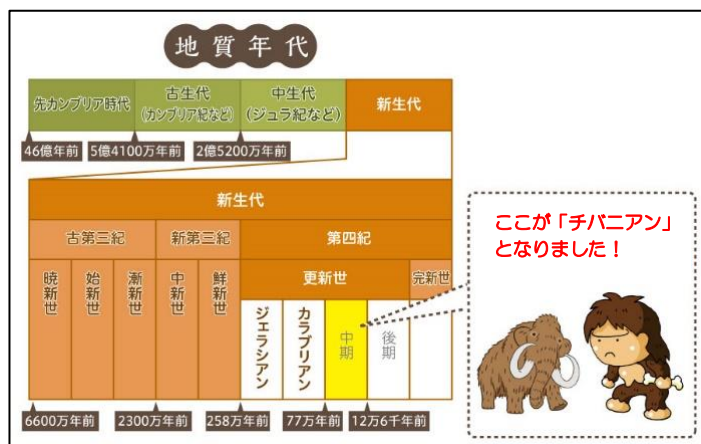 地質年代
先カンブリア時代
古生代
(カンブリア紀など)
中生代
(ジュラ紀など)
新生代
46億年前
5億4100万年前
2億5200万年前
新生代
古第三紀
新第三紀
第四紀
暁新世
始新世
漸新世
中新世
鮮新世
更新世
完新世
ジェラシアン
カラブリアン
中期
後期
6600万年前
2300万年前
258万年前
77万年前
12万6千年前
ここが「チバニアン」
となりました！